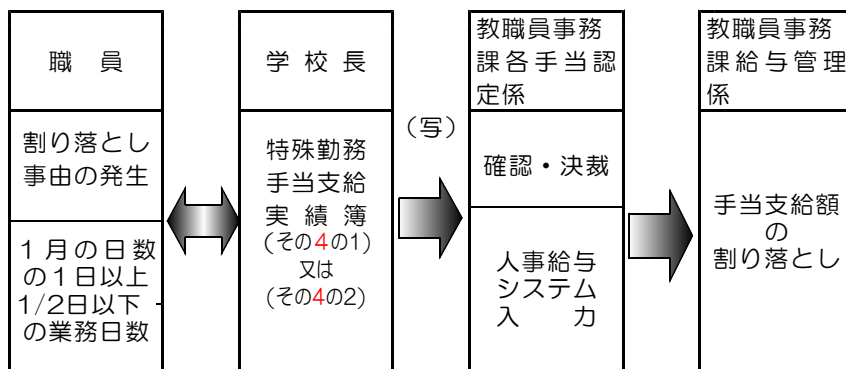 職員
割り落とし
事由の発生
1月の日数
の1日以上
1/2日以下
の業務日数
学校長
特殊勤務
手当支給
実績簿
(その4の1)
又は
(その4の2)
(写)
教職員事務
課各手当認
定係
確認・決裁
人事給与
システム
入力
教職員事務
課給与管理
係
手当支給額
の
割り落とし